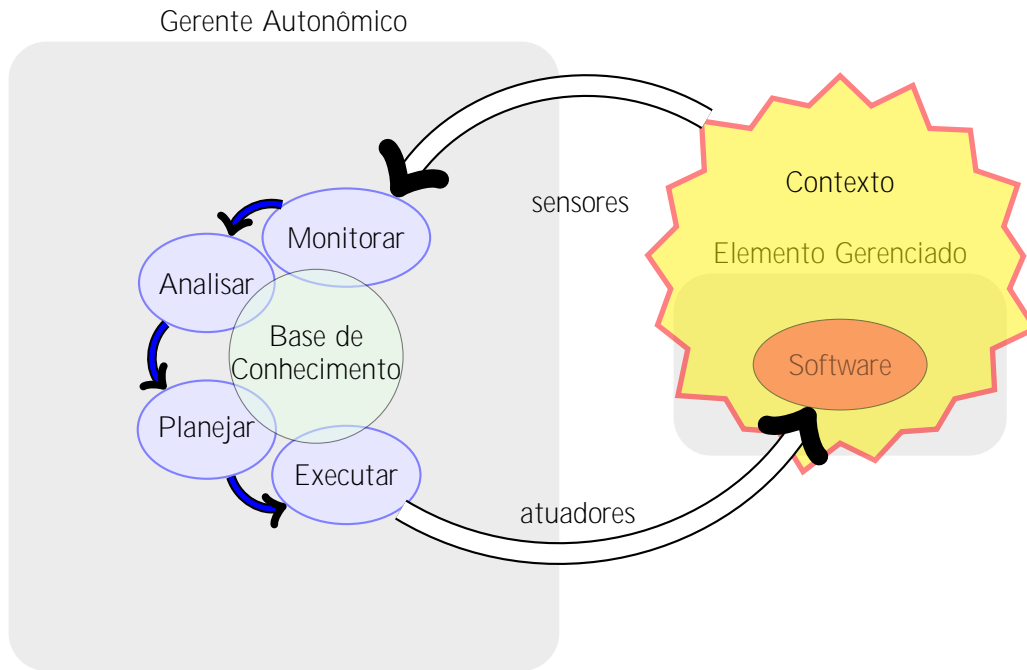 Gerente Autonômico
Contexto
sensores
Monitorar
Elemento Gerenciado
Analisar
Base de
Conhecimento
Software
Planejar
Executar
atuadores